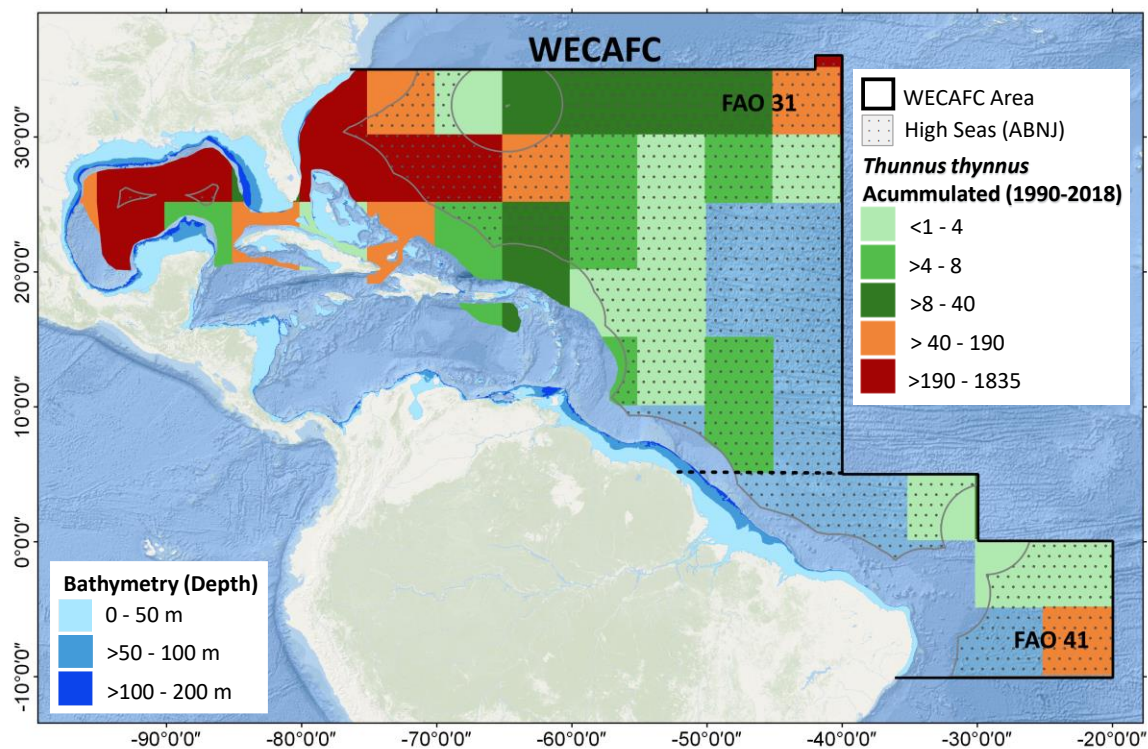 WECAFC
FAO 31
WECAFC Area
High Seas (ABNJ)
Thunnus thynnus
Acummulated (1990-2018)
<1 - 4
>4 - 8
>8 - 40
> 40 - 190
>190 - 1835
30°0'0"
20°0'0"
10°0'0"
0°0'0"
-10°0'0"
Bathymetry (Depth)
0 - 50 m
>50 - 100 m
>100 - 200 m
FAO 41
-90°0'0"
-80°0'0"
-70°0'0"
-60°0'0"
-50°0'0"
-40°0'0"
-30°0'0"
-20°0'0"